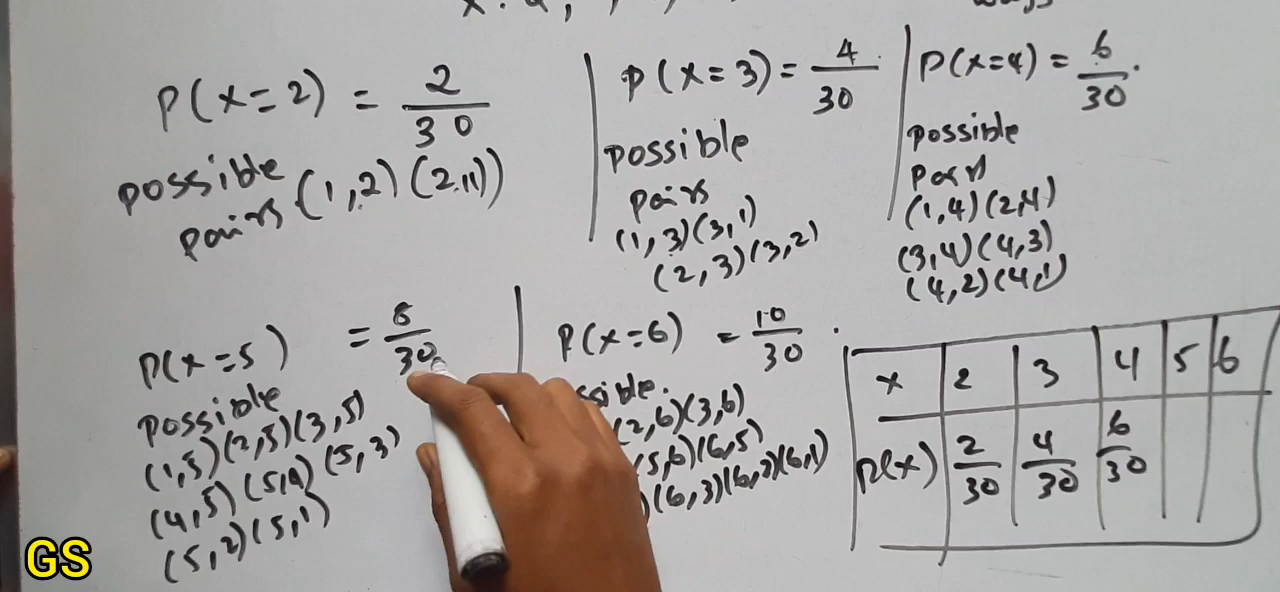 P(x=2) = 2/30
possible
pairs (1,2)(2,1)
P(x=3) = 4/30
possible
pairs
(1,3)(3,1)
(2,3)(3,2)
P(x=4) = 6/30.
possible
(1,4)(2,4)
(3,4)(4,3)
(4,2)(4,1)
P(x=5) = 8/30
possible
(1,5)(2,5)(3,5)
(4,5)(5,4)(5,3)
(5,2)(5,1)
P(x=6) = 10/30.
(2,6)(3,6)
(5,6)(6,5)
(6,3)(6,2)(6,1)
x 2 3 4 5 6
P(x) 2/30 4/30 6/30
GS